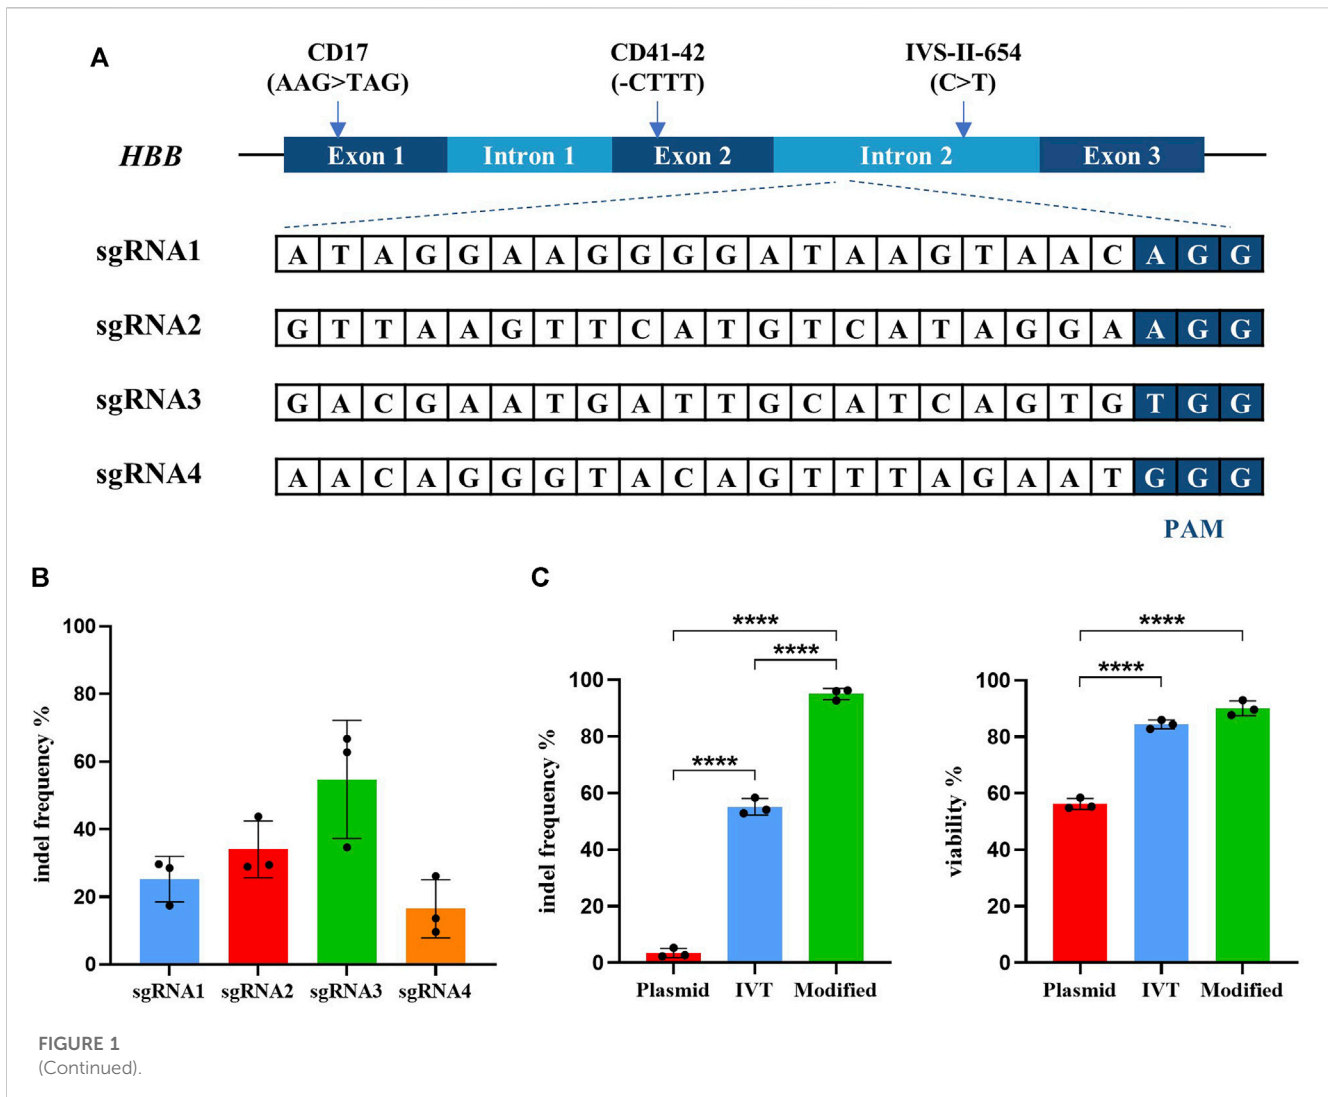 A
CD17
(AAG>TAG)
CD41-42
(-CTTT)
IVS-II-654
(C>T)
HBB
Exon 1 Intron 1 Exon 2 Intron 2 Exon 3
sgRNA1 A T A G G A A G G G G A T A A G T A A C A G G
sgRNA2 G T T A A G T T C A T G T C A T A G G A A G G
sgRNA3 G A C G A A T G A T T G C A T C A G T G T G G
sgRNA4 A A C A G G G T A C A G T T T A G A A T G G G
PAM
B
indel frequency %
100
80
60
40
20
0
sgRNA1 sgRNA2 sgRNA3 sgRNA4
C
indel frequency %
100
80
60
40
20
0
****
****
****
Plasmid IVT Modified
viability %
100
80
60
40
20
0
****
****
Plasmid IVT Modified
FIGURE 1
(Continued).